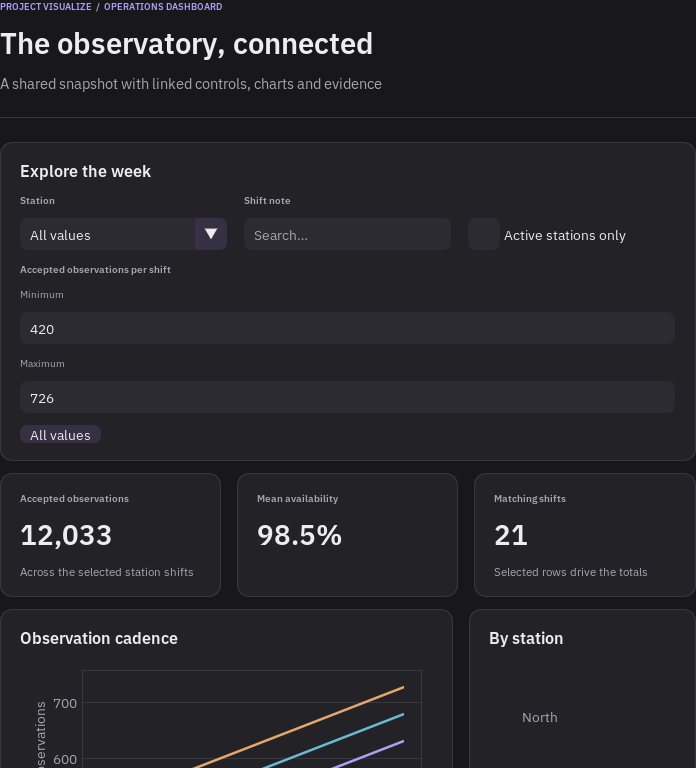 PROJECT VISUALIZE / OPERATIONS DASHBOARD
The observatory, connected
A shared snapshot with linked controls, charts and evidence
Explore the week
Station
Shift note
All values
Search...
Active stations only
Accepted observations per shift
Minimum
420
Maximum
726
All values
Accepted observations
12,033
Across the selected station shifts
Mean availability
98.5%
Matching shifts
21
Selected rows drive the totals
Observation cadence
700
600
By station
North